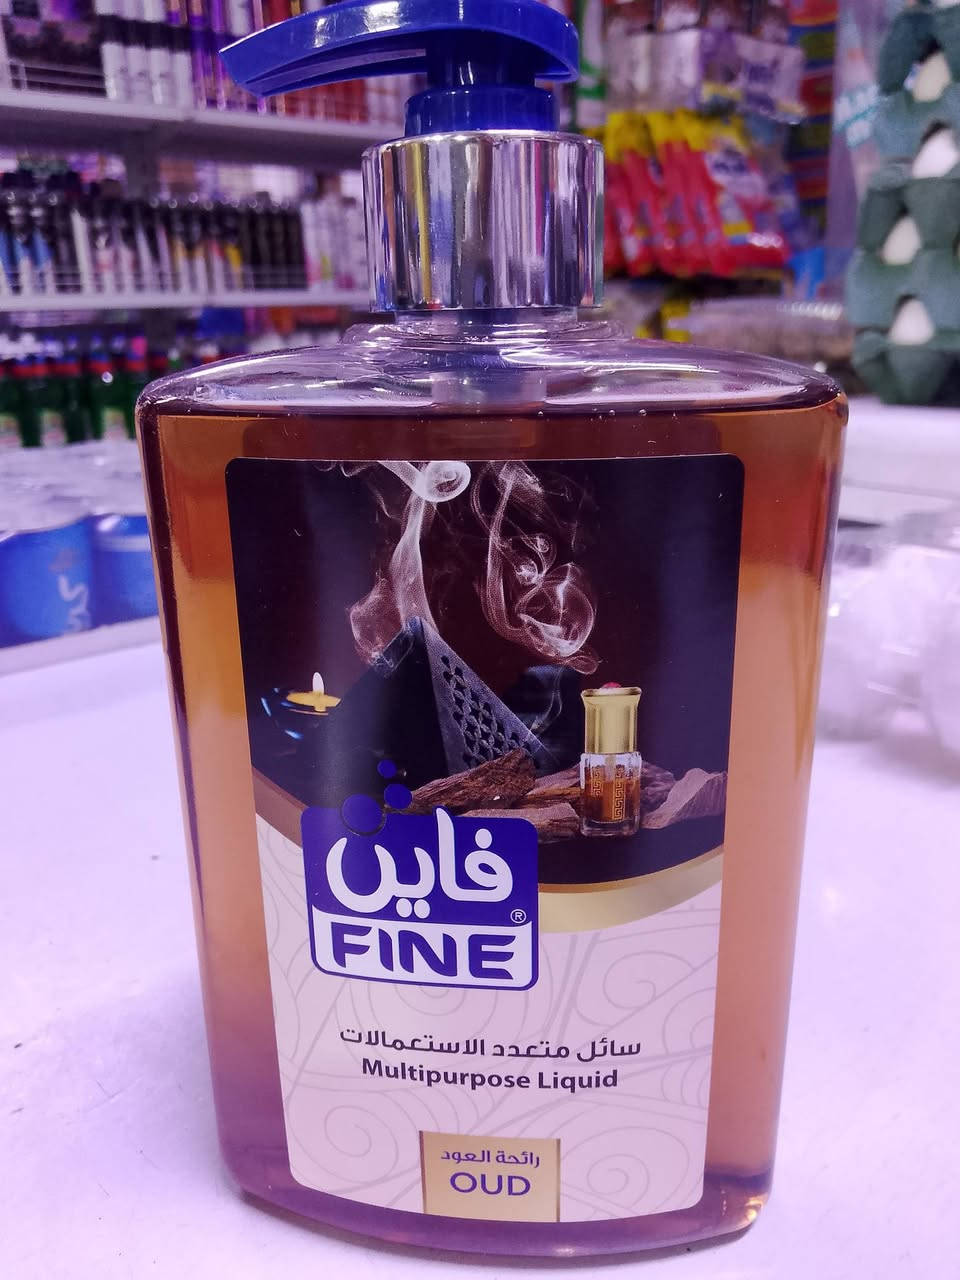 فاين
®
FINE
سائل متعدد الاستعمالات
Multipurpose Liquid
رائحة العود
OUD